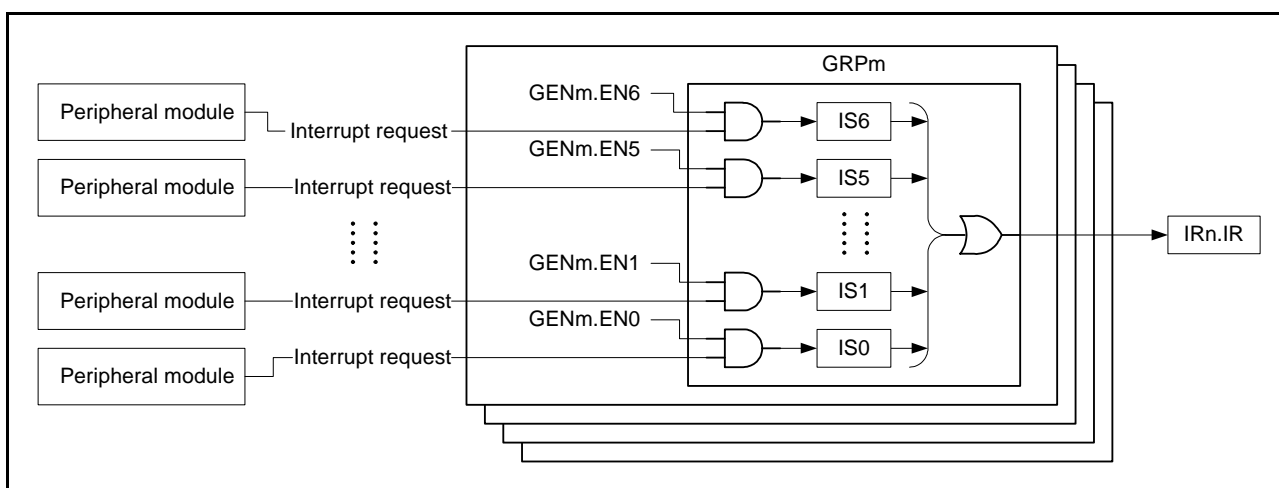 GRPm
GENm.EN6
Peripheral module
Interrupt request
IS6
GENm.EN5
Peripheral module
Interrupt request
IS5
IRn.IR
GENm.EN1
Peripheral module
Interrupt request
IS1
GENm.EN0
Peripheral module
Interrupt request
IS0